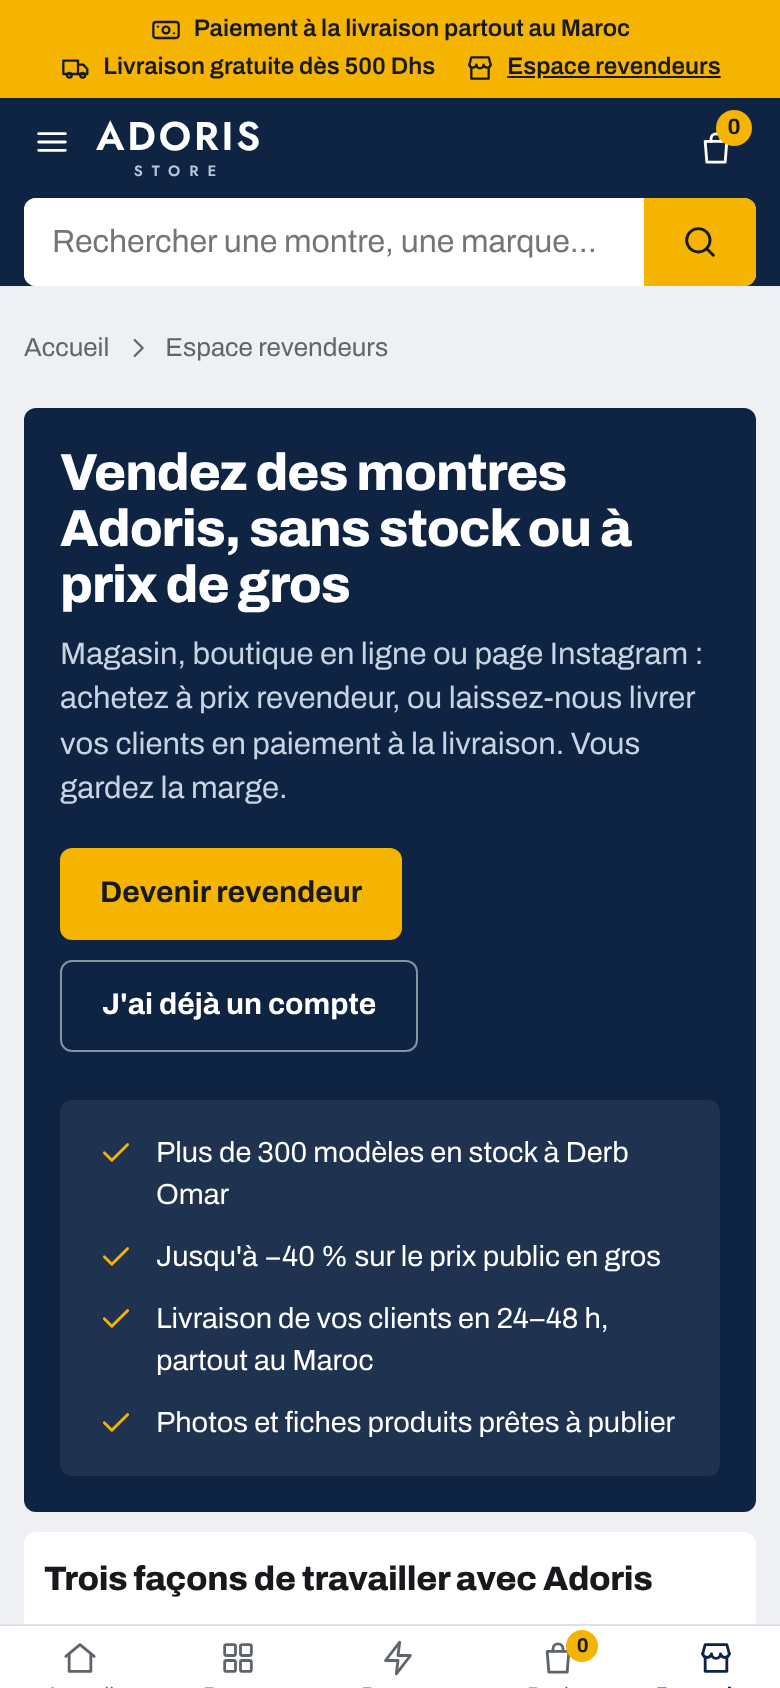 Paiement à la livraison partout au Maroc
Livraison gratuite dès 500 Dhs Espace revendeurs
ADORIS
STORE
0
Rechercher une montre, une marque...
Accueil > Espace revendeurs
Vendez des montres
Adoris, sans stock ou à
prix de gros
Magasin, boutique en ligne ou page Instagram :
achetez à prix revendeur, ou laissez-nous livrer
vos clients en paiement à la livraison. Vous
gardez la marge.
Devenir revendeur
J'ai déjà un compte
Plus de 300 modèles en stock à Derb
Omar
Jusqu'à −40 % sur le prix public en gros
Livraison de vos clients en 24–48 h,
partout au Maroc
Photos et fiches produits prêtes à publier
Trois façons de travailler avec Adoris
0